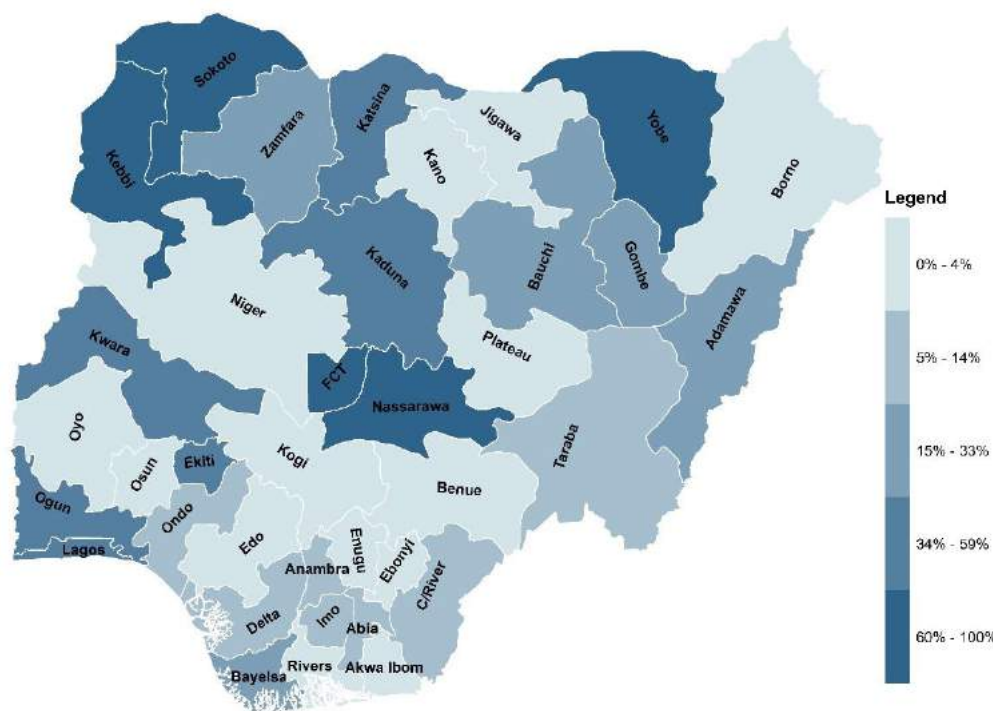 Sokoto
Kebbi
Zamfara
Katsina
Jigawa
Kano
Yobe
Borno
Bauchi
Gombe
Adamawa
Kaduna
Niger
Plateau
Kwara
FCT
Nassarawa
Oyo
Osun
Ekiti
Kogi
Benue
Taraba
Ogun
Lagos
Ondo
Edo
Enugu
Ebonyi
Anambra
C/River
Delta
Imo
Abia
Bayelsa
Rivers
Akwa Ibom
Legend
0% - 4%
5% - 14%
15% - 33%
34% - 59%
60% - 100%